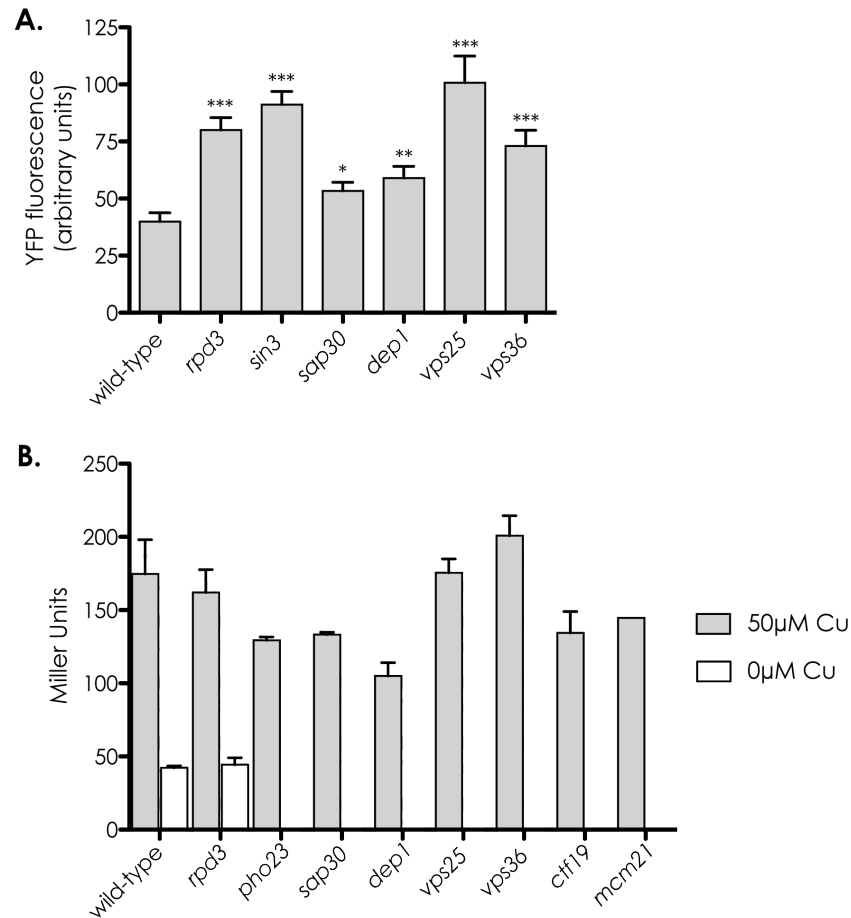 A.
YFP fluorescence
(arbitrary units)
125
100
75
50
25
0
***
***
*
**
***
***
wild-type
rpd3
sin3
sap30
dep1
vps25
vps36
B.
Miller Units
250
200
150
100
50
0
wild-type
rpd3
pho23
sap30
dep1
vps25
vps36
ctf19
mcm21
50µM Cu
0µM Cu